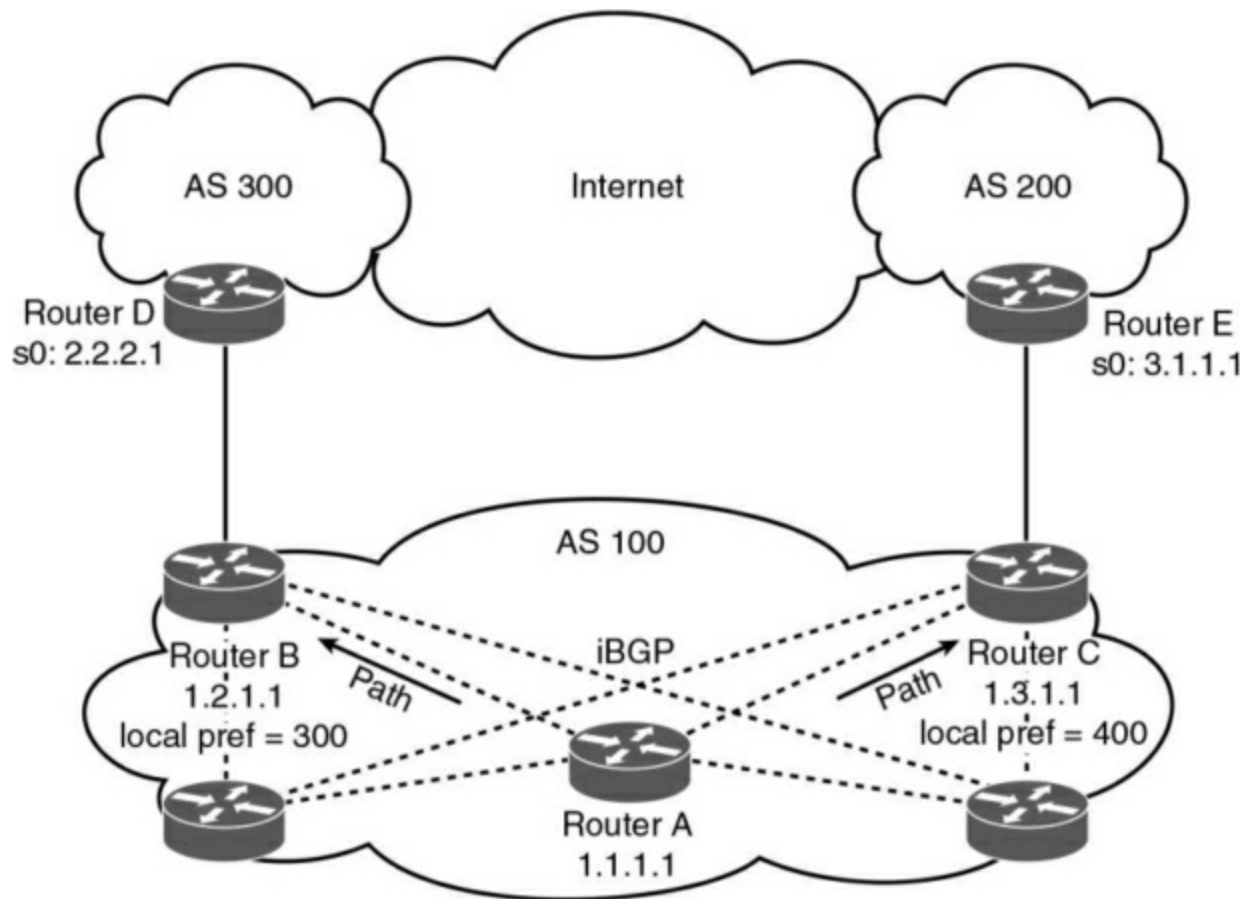 AS 300
Internet
AS 200
Router D
s0: 2.2.2.1
Router E
s0: 3.1.1.1
AS 100
iBGP
Router B
1.2.1.1
local pref = 300
Path
Path
Router C
1.3.1.1
local pref = 400
Router A
1.1.1.1